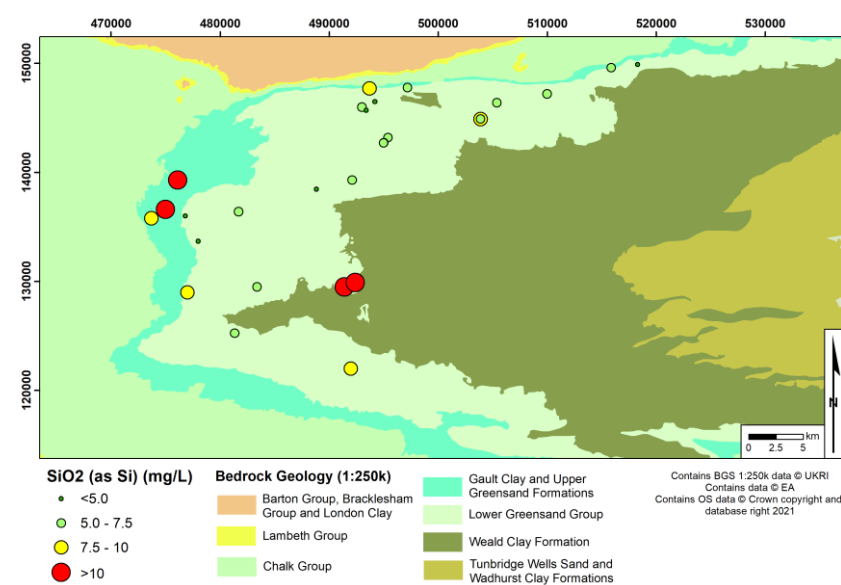 470000 480000 490000 500000 510000 520000 530000
150000
140000
130000
120000
N
km
0 2.5 5
SiO2 (as Si) (mg/L)
<5.0
5.0 - 7.5
7.5 - 10
>10
Bedrock Geology (1:250k)
Barton Group, Bracklesham
Group and London Clay
Lambeth Group
Chalk Group
Gault Clay and Upper
Greensand Formations
Lower Greensand Group
Weald Clay Formation
Tunbridge Wells Sand and
Wadhurst Clay Formations
Contains BGS 1:250k data © UKRI
Contains data © EA
Contains OS data © Crown copyright and
database right 2021